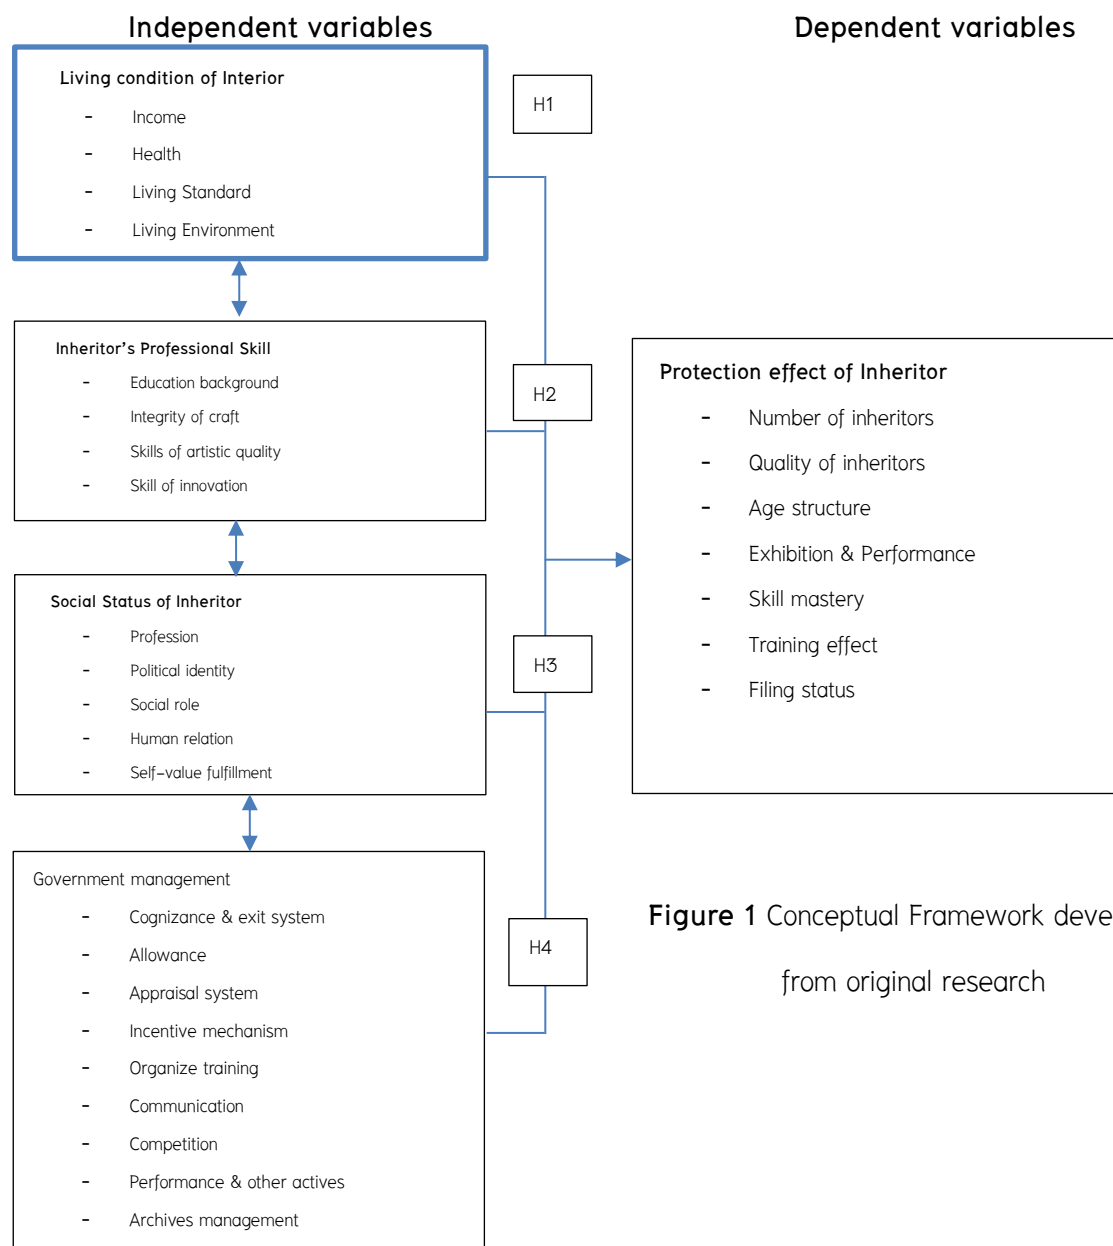 Independent variables
Dependent variables
Living condition of Interior
- Income
- Health
- Living Standard
- Living Environment
H1
Inheritor's Professional Skill
- Education background
- Integrity of craft
- Skills of artistic quality
- Skill of innovation
H2
Social Status of Inheritor
- Profession
- Political identity
- Social role
- Human relation
- Self-value fulfillment
H3
Government management
- Cognizance & exit system
- Allowance
- Appraisal system
- Incentive mechanism
- Organize training
- Communication
- Competition
- Performance & other actives
- Archives management
H4
Protection effect of Inheritor
- Number of inheritors
- Quality of inheritors
- Age structure
- Exhibition & Performance
- Skill mastery
- Training effect
- Filing status
Figure 1 Conceptual Framework deve
from original research